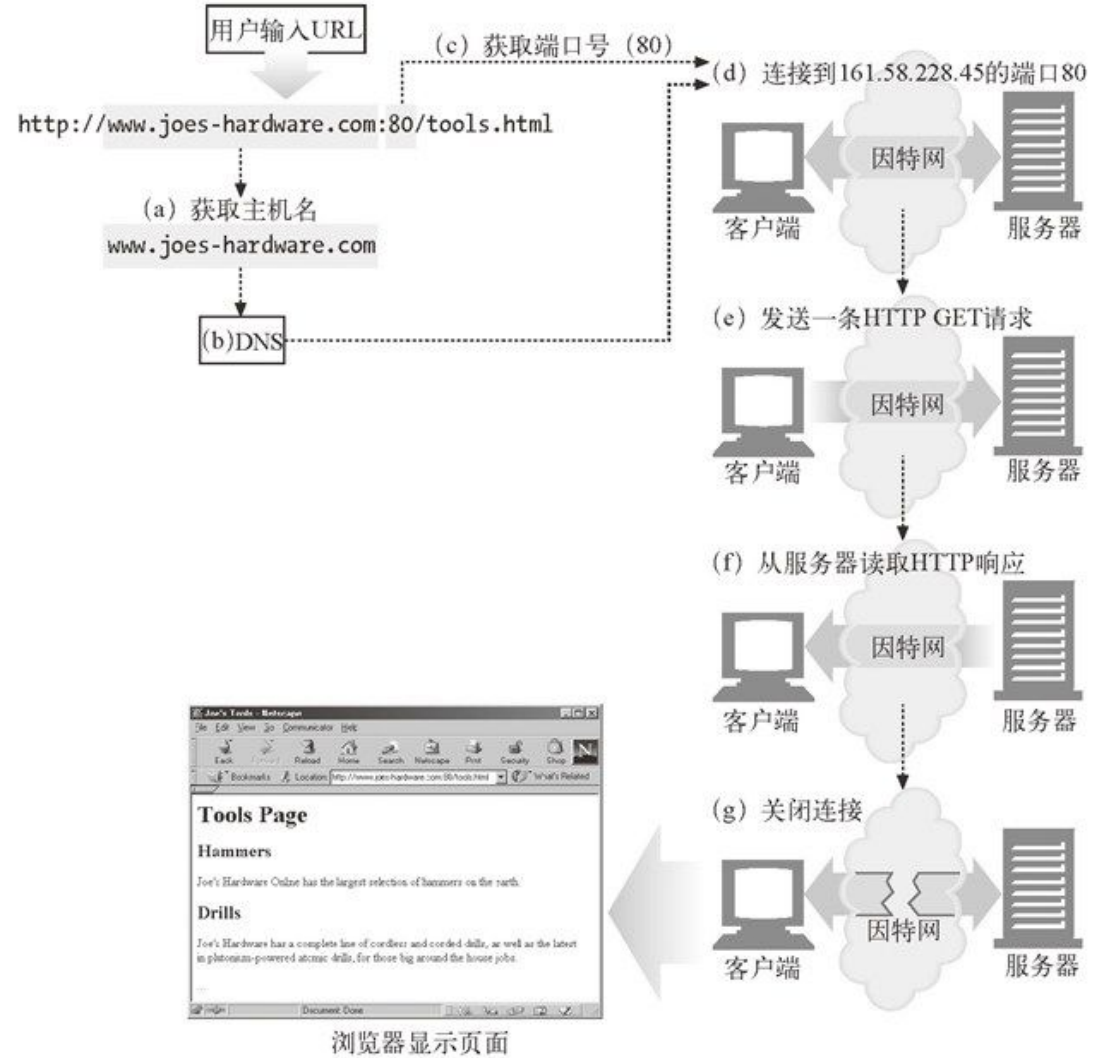 用户输入URL
(c) 获取端口号（80）
http://www.joes-hardware.com:80/tools.html
(a) 获取主机名
www.joes-hardware.com
(b)DNS
(d) 连接到161.58.228.45的端口80
因特网
客户端
服务器
(e) 发送一条HTTP GET请求
因特网
客户端
服务器
(f) 从服务器读取HTTP响应
因特网
客户端
服务器
(g) 关闭连接
因特网
客户端
服务器
Joe's Tools - Netscape
File Edit View Go Communicator Help
Back Forward Reload Home Search Netscape Print Security Shop
Bookmarks Location http://www.joes-hardware.com:80/tools.html What's Related
Tools Page
Hammers
Joe's Hardware Online has the largest selection of hammers on the earth.
Drills
Joe's Hardware has a complete line of cordless and corded drills, as well as the latest
in plutonium-powered atomic drills, for those big around the house jobs.
...
Document: Done
浏览器显示页面